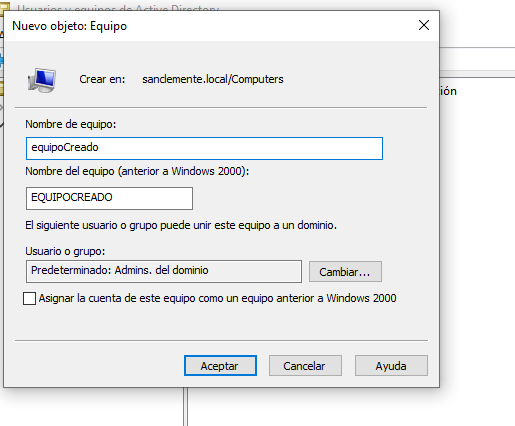 Usuarios y equipos de Active Directory
Nuevo objeto: Equipo
Crear en: sanclemente.local/Computers
ión
Nombre de equipo:
equipoCreado
Nombre del equipo (anterior a Windows 2000):
EQUIPOCREADO
El siguiente usuario o grupo puede unir este equipo a un dominio.
Usuario o grupo:
Predeterminado: Admins. del dominio
Cambiar...
Asignar la cuenta de este equipo como un equipo anterior a Windows 2000
Aceptar Cancelar Ayuda